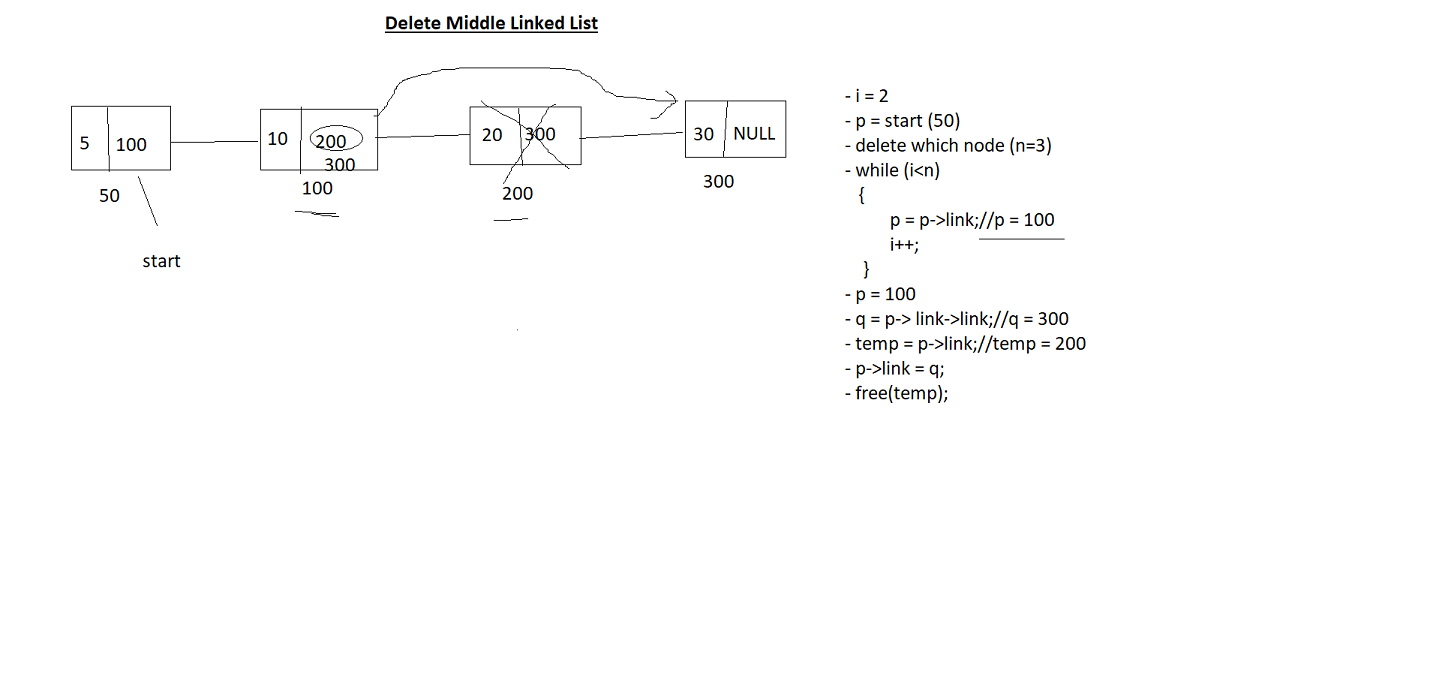 Delete Middle Linked List
5 100
10 200
300
20 300
30 NULL
50
100
200
300
start
- i = 2
- p = start (50)
- delete which node (n=3)
- while (i<n)
{
p = p->link;//p = 100
i++;
}
- p = 100
- q = p-> link->link;//q = 300
- temp = p->link;//temp = 200
- p->link = q;
- free(temp);